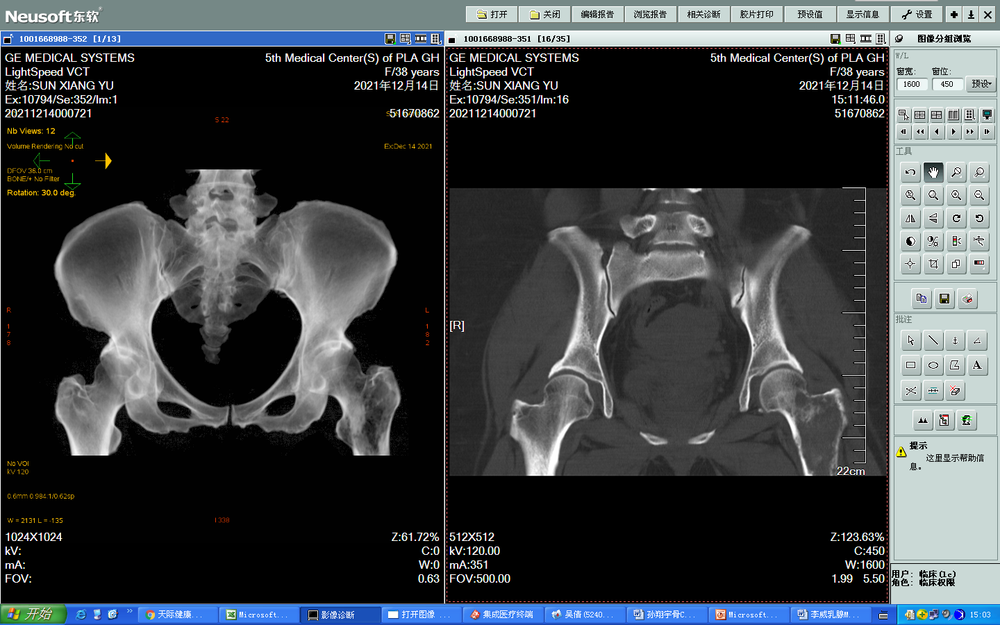 Neusoft东软
打开 关闭 编辑报告 浏览报告 相关诊断 胶片打印 预设值 显示信息 设置
1001668988-352 [1/13]
GE MEDICAL SYSTEMS
5th Medical Center(S) of PLA GH
LightSpeed VCT
F/38 years
姓名:SUN XIANG YU
2021年12月14日
Ex:10794/Se:352/Im:1
20211214000721
51670862
S 22
Nb Views: 12
Volume Rendering No cut
Ex:Dec 14 2021
DFOV 36.0 cm
BONE/+ No Filter
Rotation: 30.0 deg.
R
1
7
8
L
1
8
2
No VOI
kV 120
0.6mm 0.984:1/0.62sp
W = 2131 L = -135
I 338
1024X1024
Z:61.72%
kV:
C:0
mA:
W:0
FOV:
0.63
1001668988-351 [16/35]
GE MEDICAL SYSTEMS
5th Medical Center(S) of PLA GH
LightSpeed VCT
F/38 years
姓名:SUN XIANG YU
2021年12月14日
Ex:10794/Se:351/Im:16
15:11:46.0
20211214000721
51670862
[R]
22cm
512X512
Z:123.63%
kV:120.00
C:450
mA:351
W:1600
FOV:500.00
1.99 5.50
图像分组浏览
W/L
窗宽: 窗位:
1600 450 预设
工具
批注
A
提示
这里显示帮助信
息。
用户: 临床(lc)
角色: 临床权限
开始 天际健康... Microsoft... 影像诊断 打开图像 ... 集成医疗终端 吴倩(5240... 孙翔宇骨C... Microsoft... 李威乳腺M... 15:03